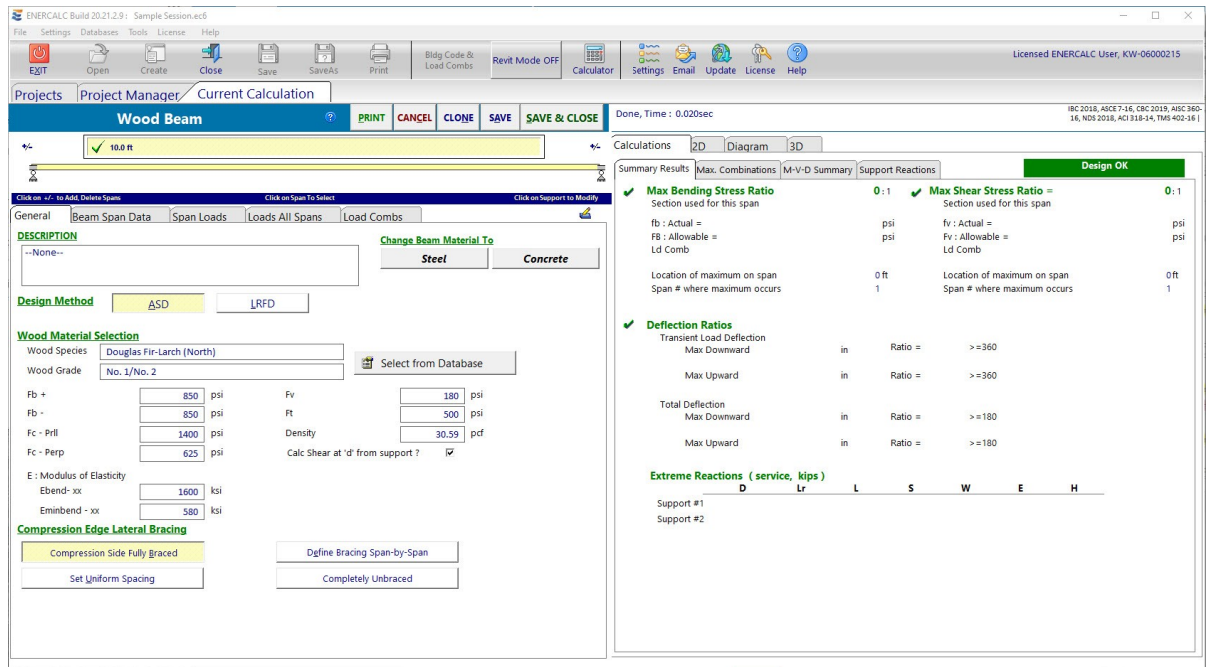 ENERCALC Build 20.21.2.9 : Sample Session.ec6
File Settings Databases Tools License Help
EXIT Open Create Close Save SaveAs Print Bldg Code & Load Combs Revit Mode OFF Calculator Settings Email Update License Help Licensed ENERCALC User, KW-06000215
Projects Project Manager Current Calculation
Wood Beam ? PRINT CANCEL CLONE SAVE SAVE & CLOSE
+/- 10.0 ft +/-
Click on +/- to Add, Delete Spans Click on Span To Select Click on Support to Modify
General Beam Span Data Span Loads Loads All Spans Load Combs
DESCRIPTION
--None--
Change Beam Material To
Steel Concrete
Design Method ASD LRFD
Wood Material Selection
Wood Species Douglas Fir-Larch (North)
Wood Grade No. 1/No. 2
Select from Database
Fb + 850 psi Fv 180 psi
Fb - 850 psi Ft 500 psi
Fc - Prll 1400 psi Density 30.59 pcf
Fc - Perp 625 psi Calc Shear at 'd' from support ?
E : Modulus of Elasticity
Ebend- xx 1600 ksi
Eminbend - xx 580 ksi
Compression Edge Lateral Bracing
Compression Side Fully Braced Define Bracing Span-by-Span
Set Uniform Spacing Completely Unbraced
Done, Time : 0.020sec
IBC 2018, ASCE 7-16, CBC 2019, AISC 360-
16, NDS 2018, ACI 318-14, TMS 402-16 |
Calculations 2D Diagram 3D
Summary Results Max. Combinations M-V-D Summary Support Reactions Design OK
Max Bending Stress Ratio 0 : 1 Max Shear Stress Ratio = 0 : 1
Section used for this span Section used for this span
fb : Actual = psi fv : Actual = psi
FB : Allowable = psi Fv : Allowable = psi
Ld Comb Ld Comb
Location of maximum on span 0 ft Location of maximum on span 0 ft
Span # where maximum occurs 1 Span # where maximum occurs 1
Deflection Ratios
Transient Load Deflection
Max Downward in Ratio = >=360
Max Upward in Ratio = >=360
Total Deflection
Max Downward in Ratio = >=180
Max Upward in Ratio = >=180
Extreme Reactions ( service, kips )
D Lr L S W E H
Support #1
Support #2